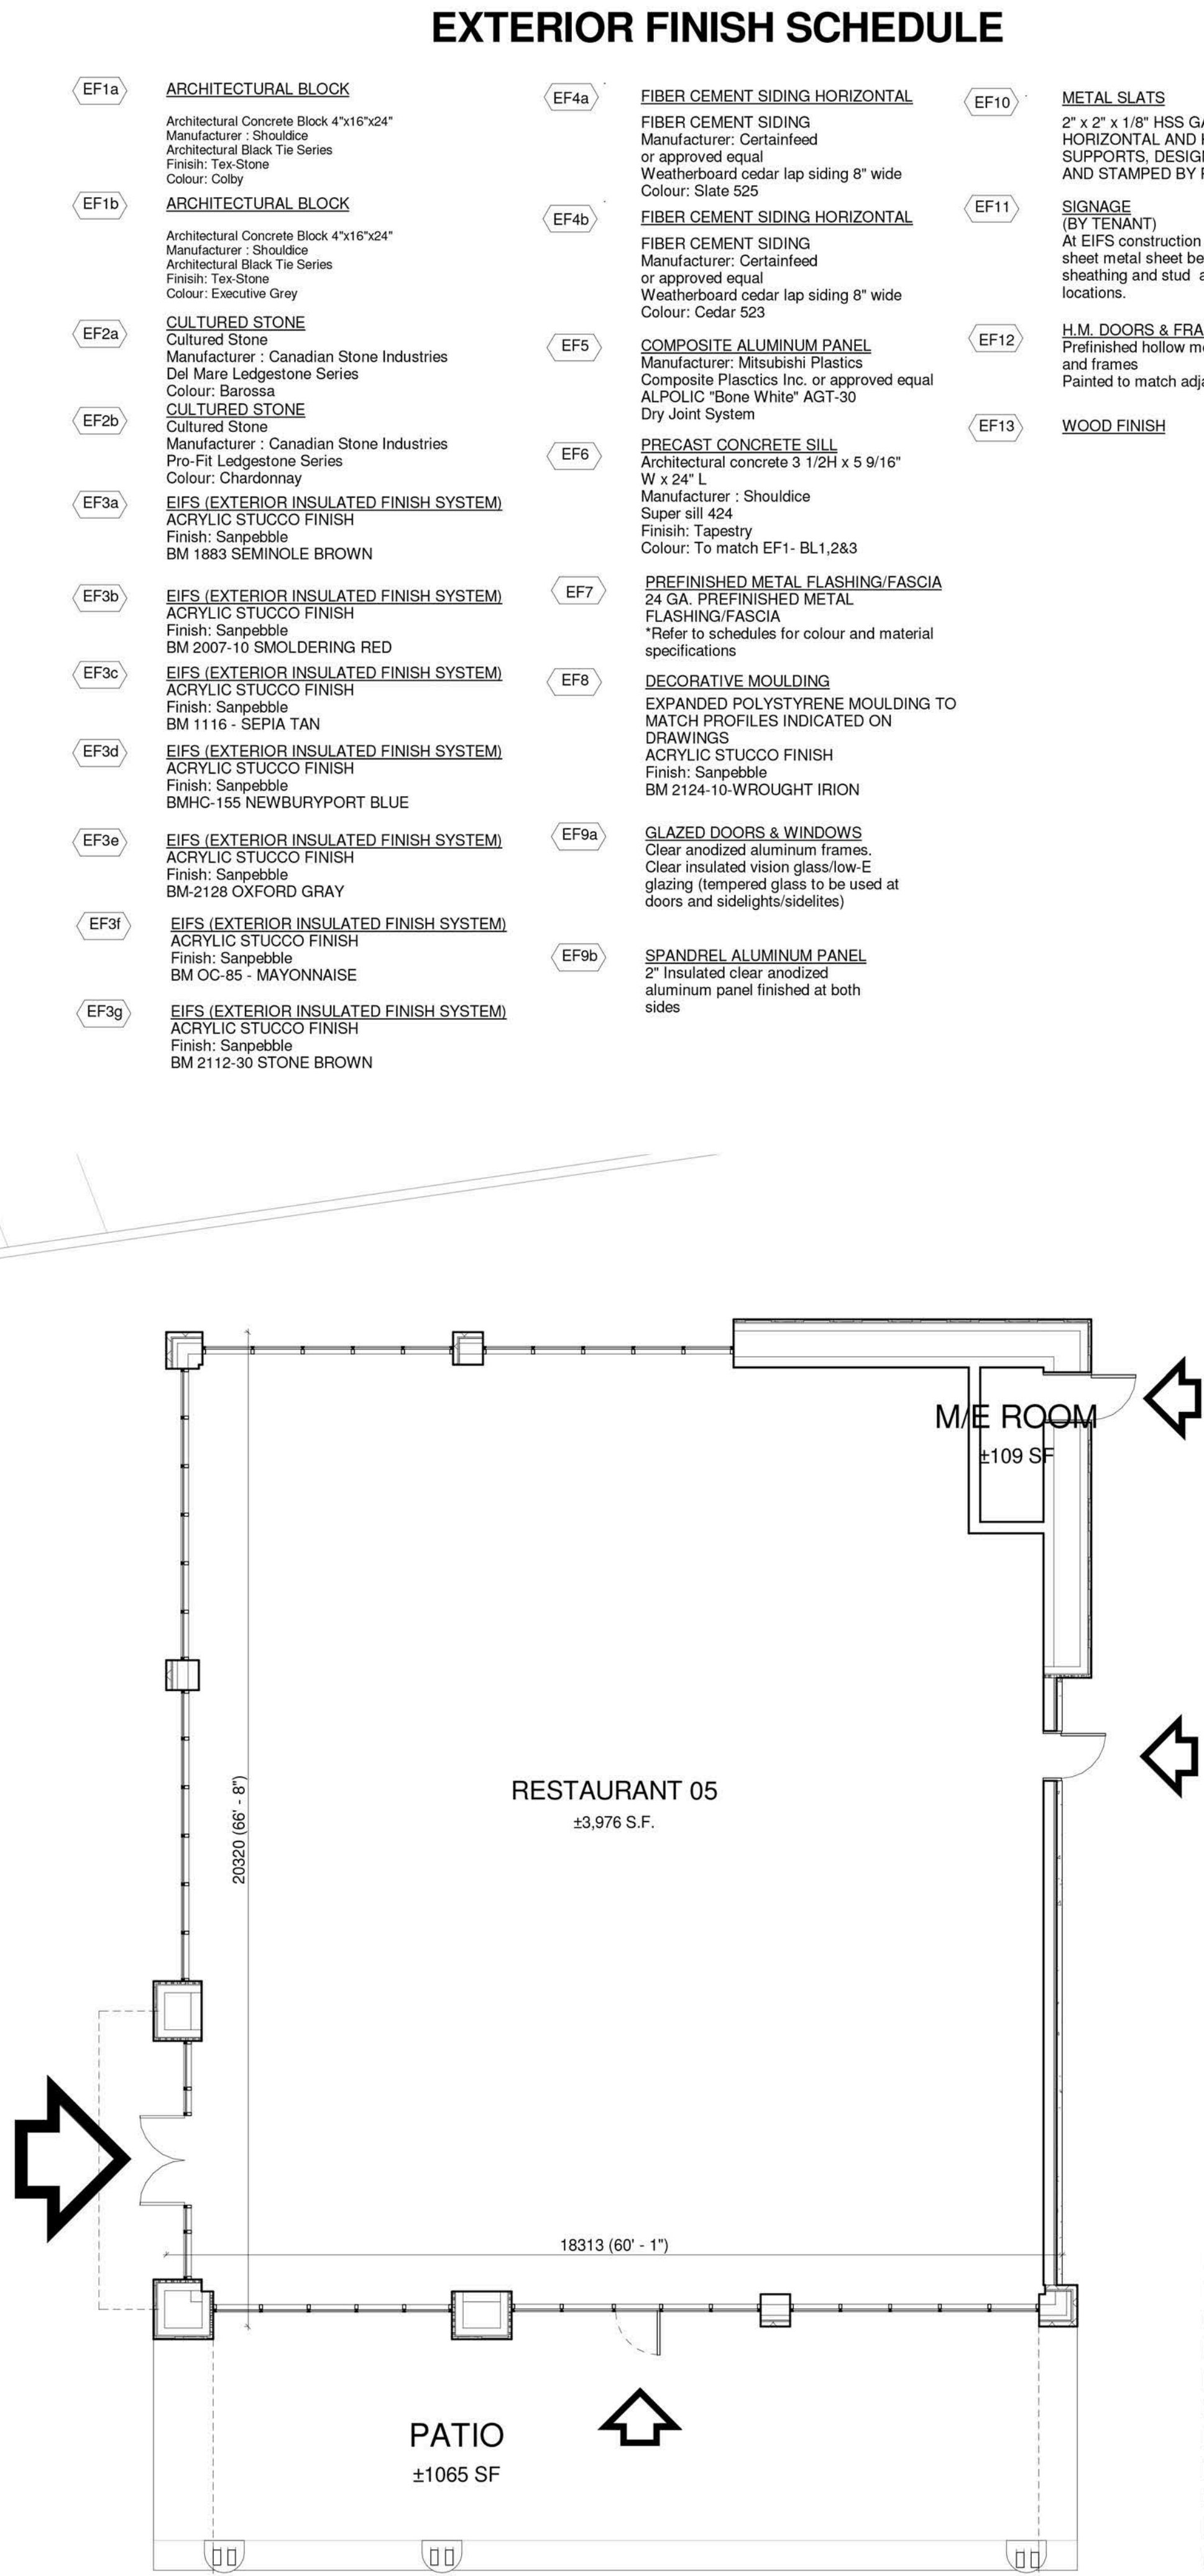 EXTERIOR FINISH SCHEDULE
EF1a
ARCHITECTURAL BLOCK
Architectural Concrete Block 4"x16"x24"
Manufacturer : Shouldice
Architectural Black Tie Series
Finisih: Tex-Stone
Colour: Colby
EF1b
ARCHITECTURAL BLOCK
Architectural Concrete Block 4"x16"x24"
Manufacturer : Shouldice
Architectural Black Tie Series
Finisih: Tex-Stone
Colour: Executive Grey
EF2a
CULTURED STONE
Cultured Stone
Manufacturer : Canadian Stone Industries
Del Mare Ledgestone Series
Colour: Barossa
EF2b
CULTURED STONE
Cultured Stone
Manufacturer : Canadian Stone Industries
Pro-Fit Ledgestone Series
Colour: Chardonnay
EF3a
EIFS (EXTERIOR INSULATED FINISH SYSTEM)
ACRYLIC STUCCO FINISH
Finish: Sanpebble
BM 1883 SEMINOLE BROWN
EF3b
EIFS (EXTERIOR INSULATED FINISH SYSTEM)
ACRYLIC STUCCO FINISH
Finish: Sanpebble
BM 2007-10 SMOLDERING RED
EF3c
EIFS (EXTERIOR INSULATED FINISH SYSTEM)
ACRYLIC STUCCO FINISH
Finish: Sanpebble
BM 1116 - SEPIA TAN
EF3d
EIFS (EXTERIOR INSULATED FINISH SYSTEM)
ACRYLIC STUCCO FINISH
Finish: Sanpebble
BMHC-155 NEWBURYPORT BLUE
EF3e
EIFS (EXTERIOR INSULATED FINISH SYSTEM)
ACRYLIC STUCCO FINISH
Finish: Sanpebble
BM-2128 OXFORD GRAY
EF3f
EIFS (EXTERIOR INSULATED FINISH SYSTEM)
ACRYLIC STUCCO FINISH
Finish: Sanpebble
BM OC-85 - MAYONNAISE
EF3g
EIFS (EXTERIOR INSULATED FINISH SYSTEM)
ACRYLIC STUCCO FINISH
Finish: Sanpebble
BM 2112-30 STONE BROWN
EF4a
FIBER CEMENT SIDING HORIZONTAL
FIBER CEMENT SIDING
Manufacturer: Certainfeed
or approved equal
Weatherboard cedar lap siding 8" wide
Colour: Slate 525
EF4b
FIBER CEMENT SIDING HORIZONTAL
FIBER CEMENT SIDING
Manufacturer: Certainfeed
or approved equal
Weatherboard cedar lap siding 8" wide
Colour: Cedar 523
EF5
COMPOSITE ALUMINUM PANEL
Manufacturer: Mitsubishi Plastics
Composite Plasctics Inc. or approved equal
ALPOLIC "Bone White" AGT-30
Dry Joint System
EF6
PRECAST CONCRETE SILL
Architectural concrete 3 1/2H x 5 9/16"
W x 24" L
Manufacturer : Shouldice
Super sill 424
Finisih: Tapestry
Colour: To match EF1- BL1,2&3
EF7
PREFINISHED METAL FLASHING/FASCIA
24 GA. PREFINISHED METAL
FLASHING/FASCIA
*Refer to schedules for colour and material
specifications
EF8
DECORATIVE MOULDING
EXPANDED POLYSTYRENE MOULDING TO
MATCH PROFILES INDICATED ON
DRAWINGS
ACRYLIC STUCCO FINISH
Finish: Sanpebble
BM 2124-10-WROUGHT IRION
EF9a
GLAZED DOORS & WINDOWS
Clear anodized aluminum frames.
Clear insulated vision glass/low-E
glazing (tempered glass to be used at
doors and sidelights/sidelites)
EF9b
SPANDREL ALUMINUM PANEL
2" Insulated clear anodized
aluminum panel finished at both
sides
EF10
METAL SLATS
2" x 2" x 1/8" HSS
HORIZONTAL AND
SUPPORTS,
AND STAMPED BY
EF11
SIGNAGE
(BY TENANT)
At EIFS construction
sheet metal sheet
sheathing and stud
locations.
EF12
H.M. DOORS &
Prefinished hollow
and frames
Painted to match
EF13
WOOD FINISH
M/E ROOM
±109 SF
RESTAURANT 05
±3,976 S.F.
20320 (66' - 8")
18313 (60' - 1")
PATIO
±1065 SF